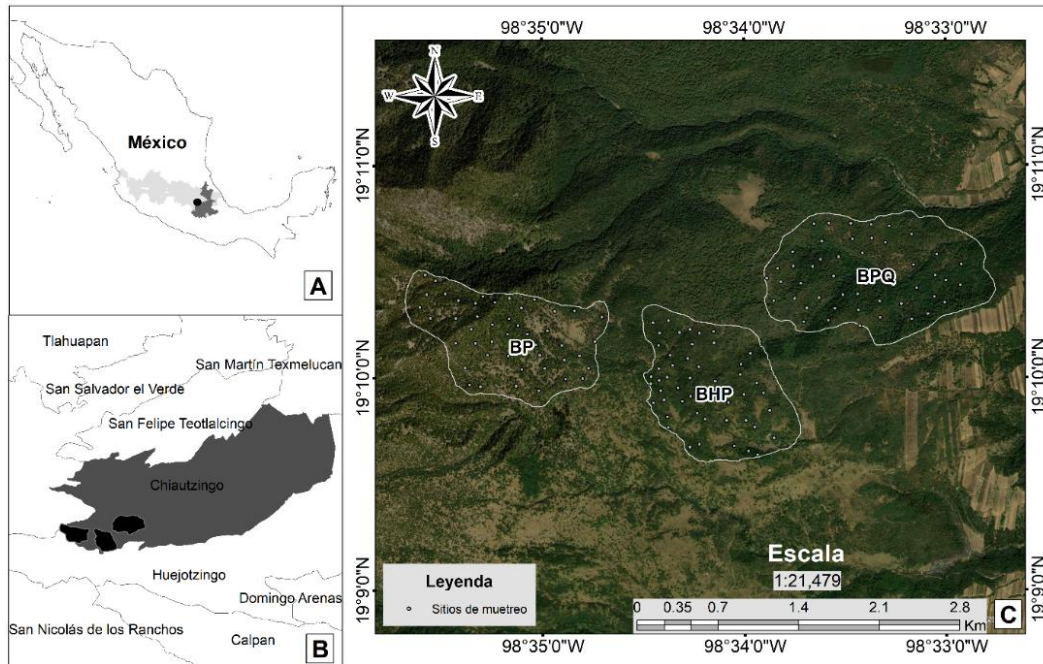 México
A
Tlahuapan
San Martín Texmelucan
San Salvador el Verde
San Felipe Teotlalcingo
Chiautzingo
Huejotzingo
Domingo Arenas
San Nicolás de los Ranchos
Calpan
B
98°35'0"W
98°34'0"W
98°33'0"W
N
W
E
S
19°11'0"N
19°11'0"N
BPQ
BP
BHP
19°10'0"N
19°10'0"N
Escala
1:21,479
Leyenda
Sitios de muetreo
0 0.35 0.7 1.4 2.1 2.8
Km
19°9'0"N
19°9'0"N
C
98°35'0"W
98°34'0"W
98°33'0"W